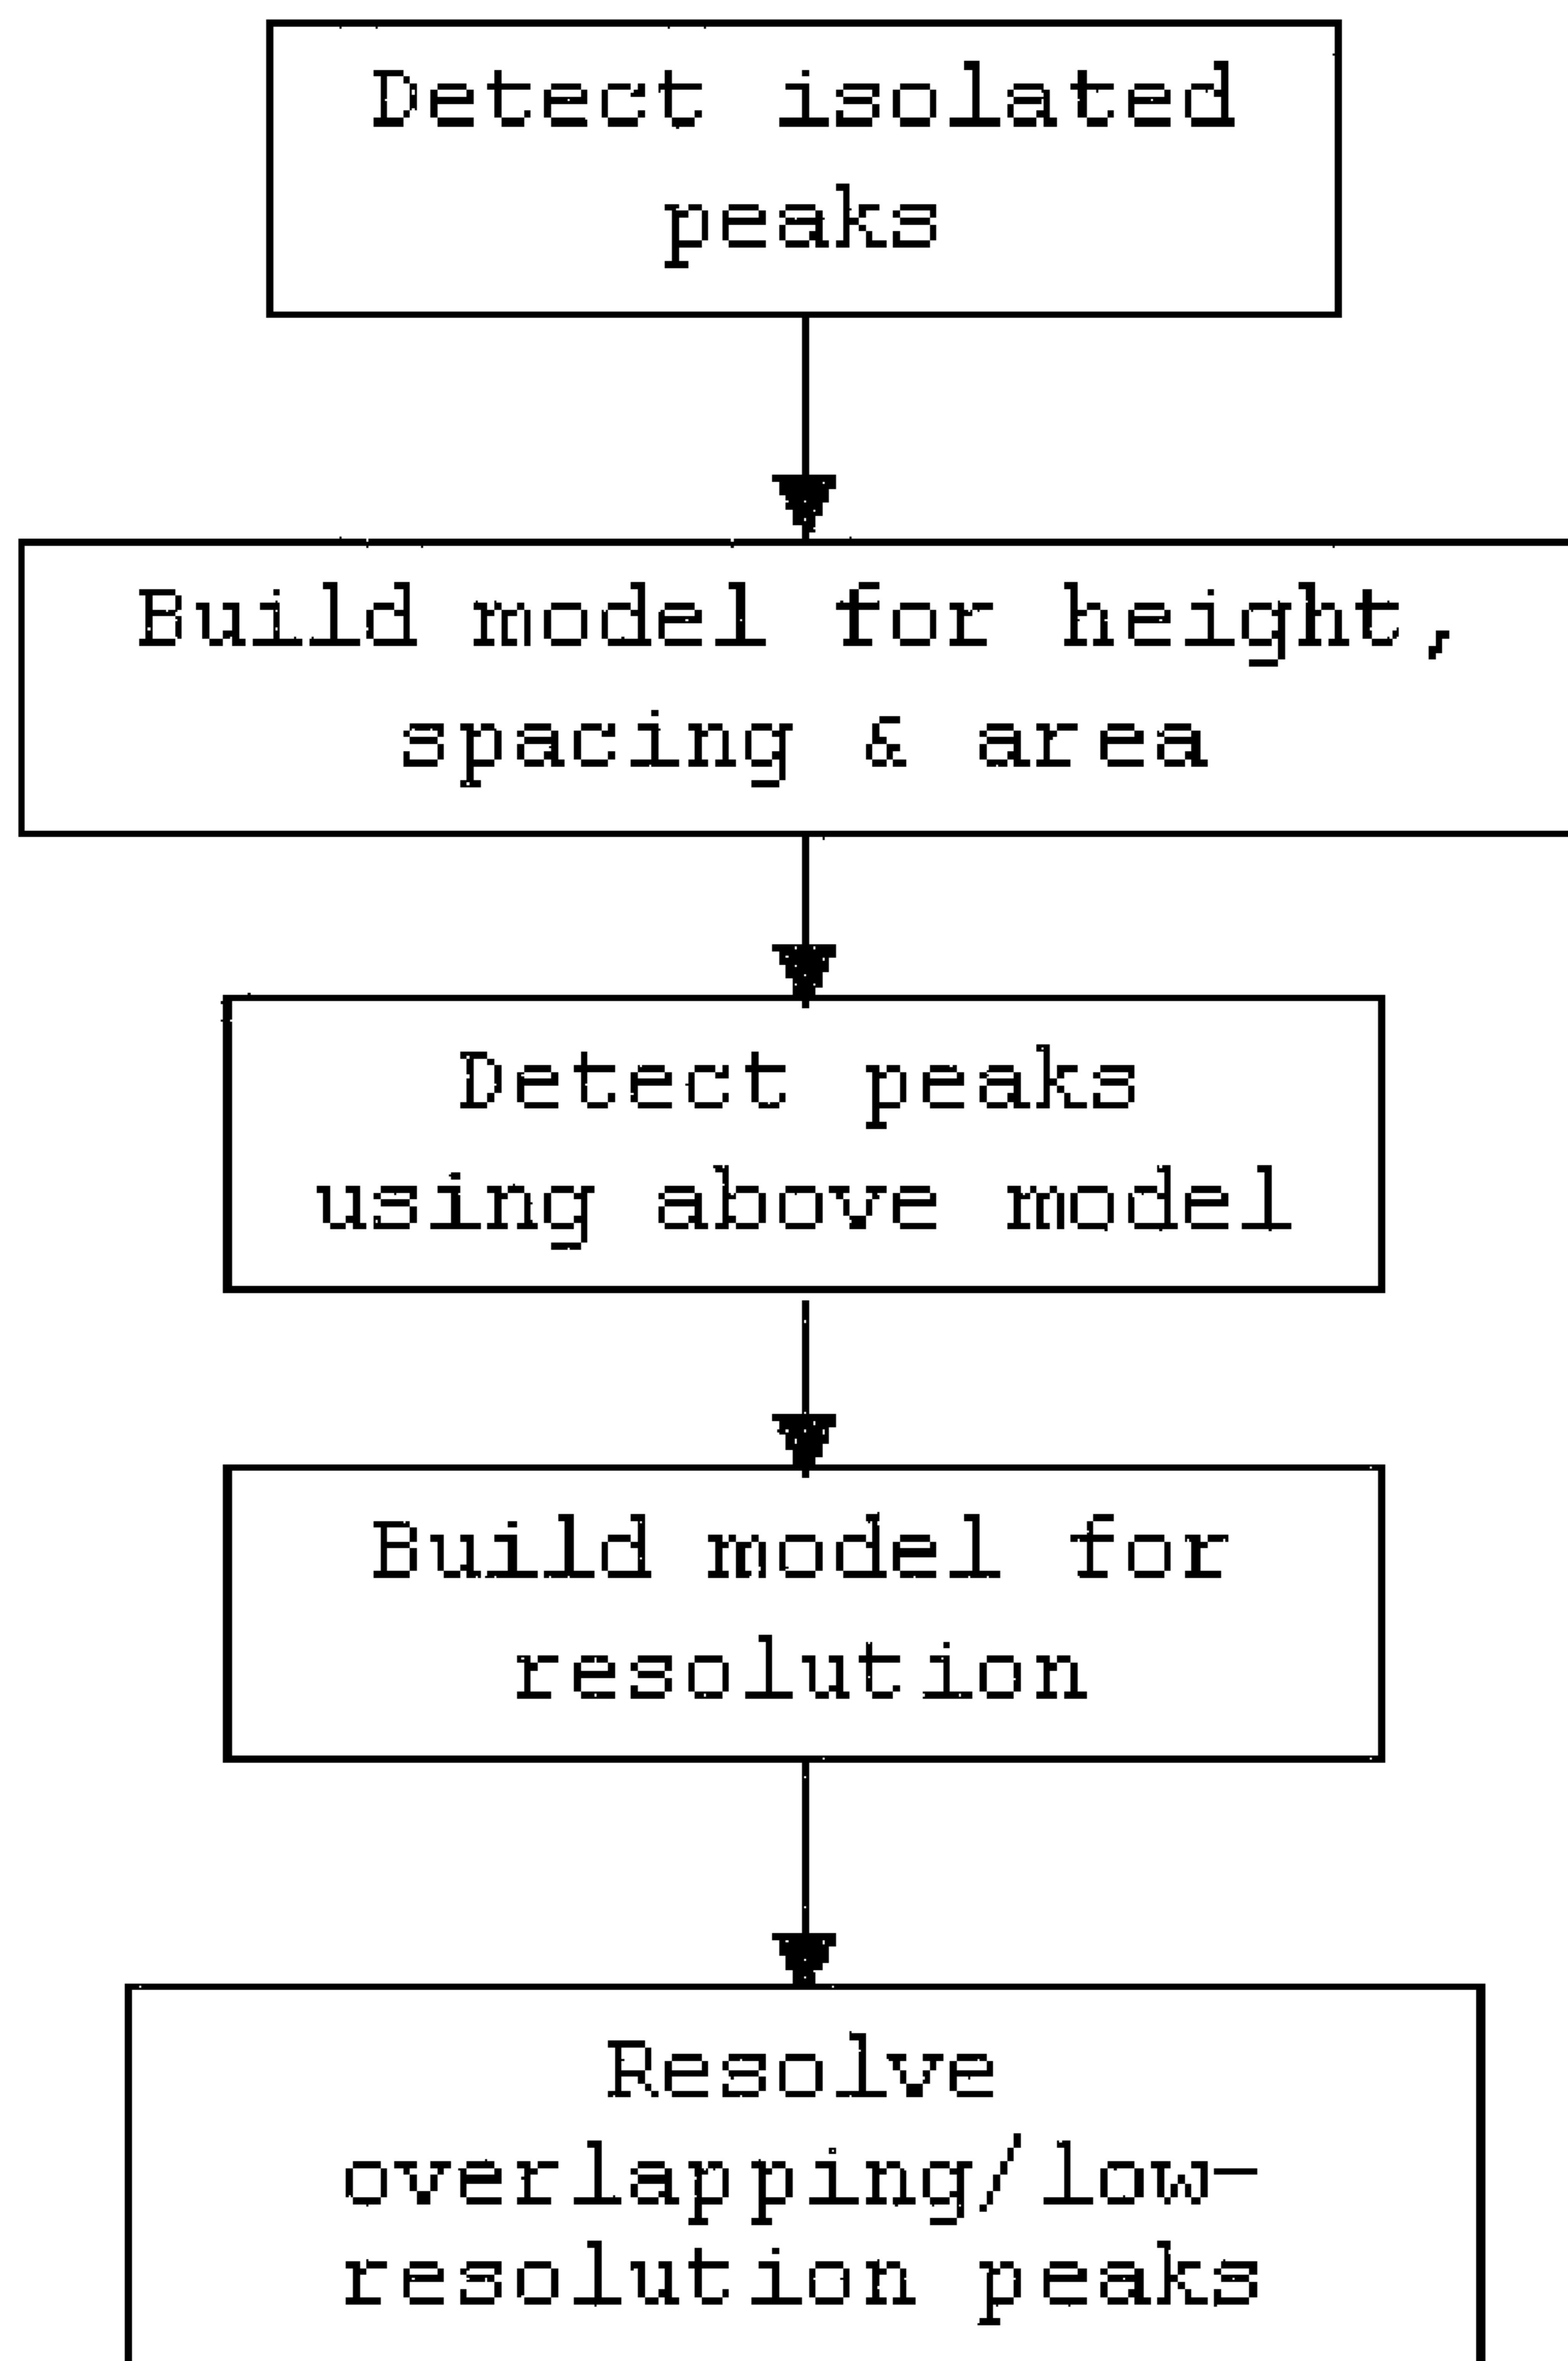 Detect isolated
peaks
Build model for height,
spacing & area
Detect peaks
using above model
Build model for
resolution
Resolve
overlapping/low-
resolution peaks